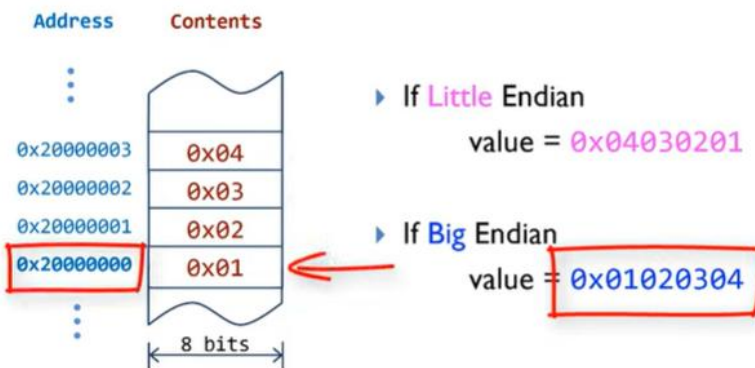 Address Contents
0x20000003 0x04
0x20000002 0x03
0x20000001 0x02
0x20000000 0x01
8 bits
If Little Endian
value = 0x04030201
If Big Endian
value = 0x01020304